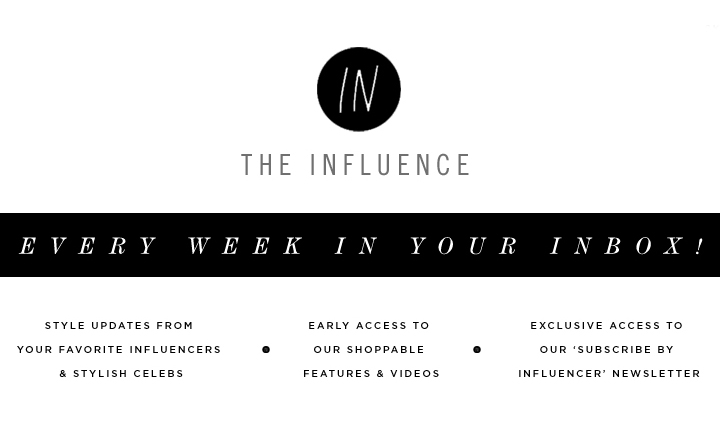 IN
THE INFLUENCE
EVERY WEEK IN YOUR INBOX!
STYLE UPDATES FROM
YOUR FAVORITE INFLUENCERS
& STYLISH CELEBS
EARLY ACCESS TO
OUR SHOPPABLE
FEATURES & VIDEOS
EXCLUSIVE ACCESS TO
OUR ‘SUBSCRIBE BY
INFLUENCER’ NEWSLETTER